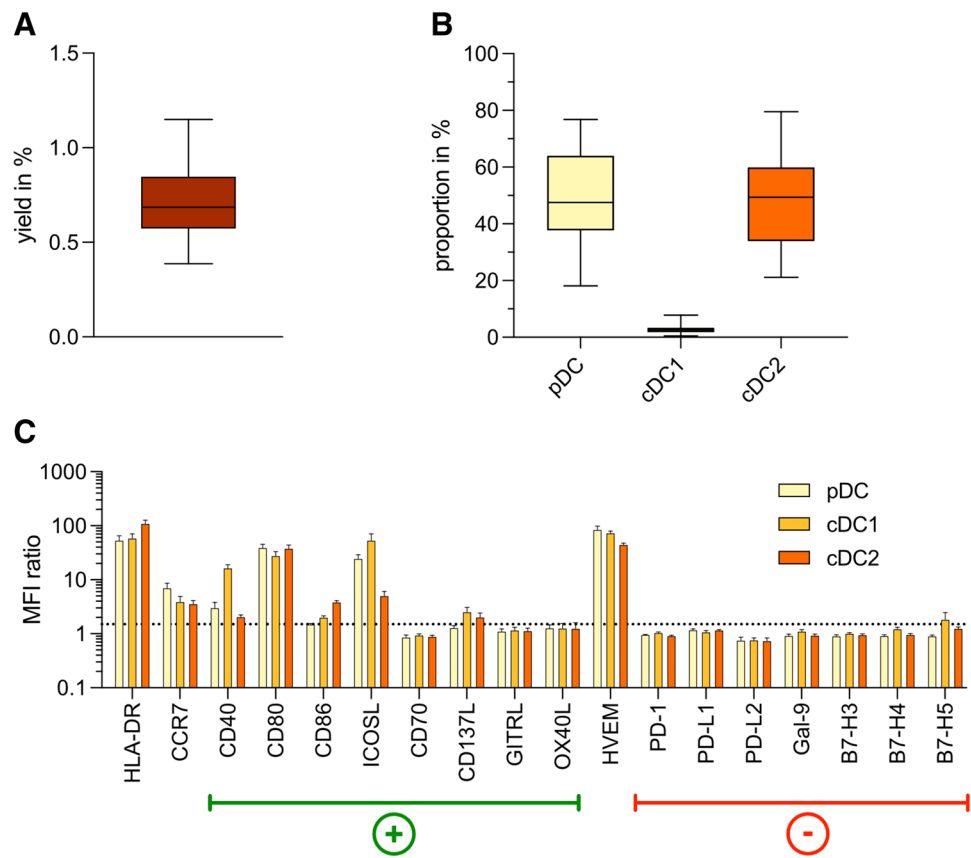 A
yield in %
1.5
1.0
0.5
0.0
B
proportion in %
100
80
60
40
20
0
pDC
cDC1
cDC2
C
MFI ratio
1000
100
10
1
0.1
pDC
cDC1
cDC2
HLA-DR
CCR7
CD40
CD80
CD86
ICOSL
CD70
CD137L
GITRL
OX40L
HVEM
PD-1
PD-L1
PD-L2
Gal-9
B7-H3
B7-H4
B7-H5
+
-